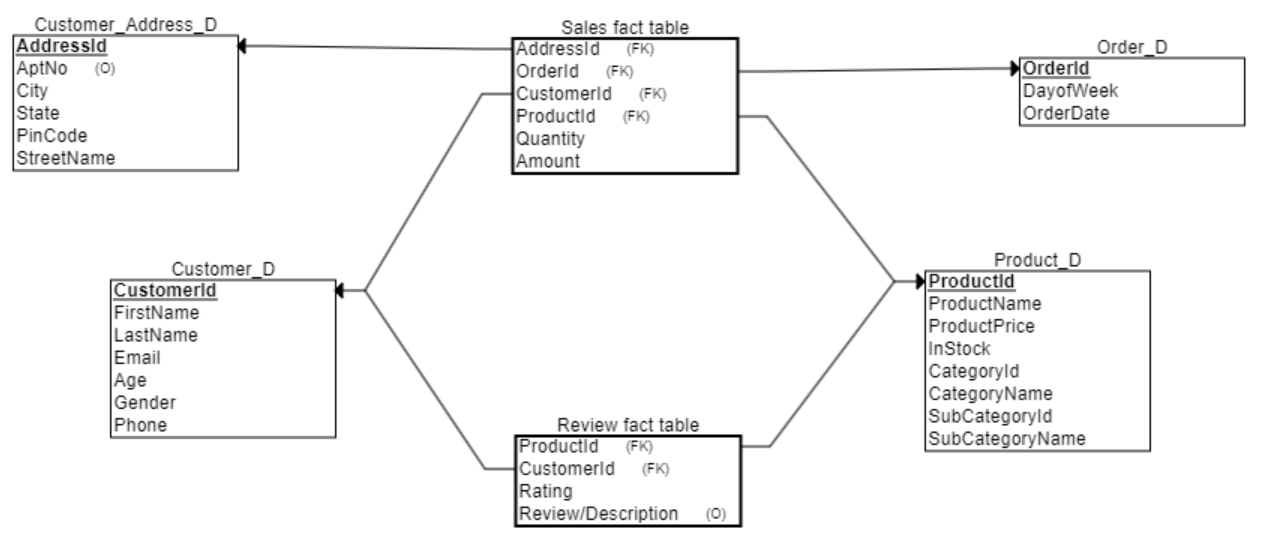 Customer_Address_D
AddressId
AptNo (O)
City
State
PinCode
StreetName
Sales fact table
AddressId (FK)
OrderId (FK)
CustomerId (FK)
ProductId (FK)
Quantity
Amount
Order_D
OrderId
DayofWeek
OrderDate
Customer_D
CustomerId
FirstName
LastName
Email
Age
Gender
Phone
Product_D
ProductId
ProductName
ProductPrice
InStock
CategoryId
CategoryName
SubCategoryId
SubCategoryName
Review fact table
ProductId (FK)
CustomerId (FK)
Rating
Review/Description (O)